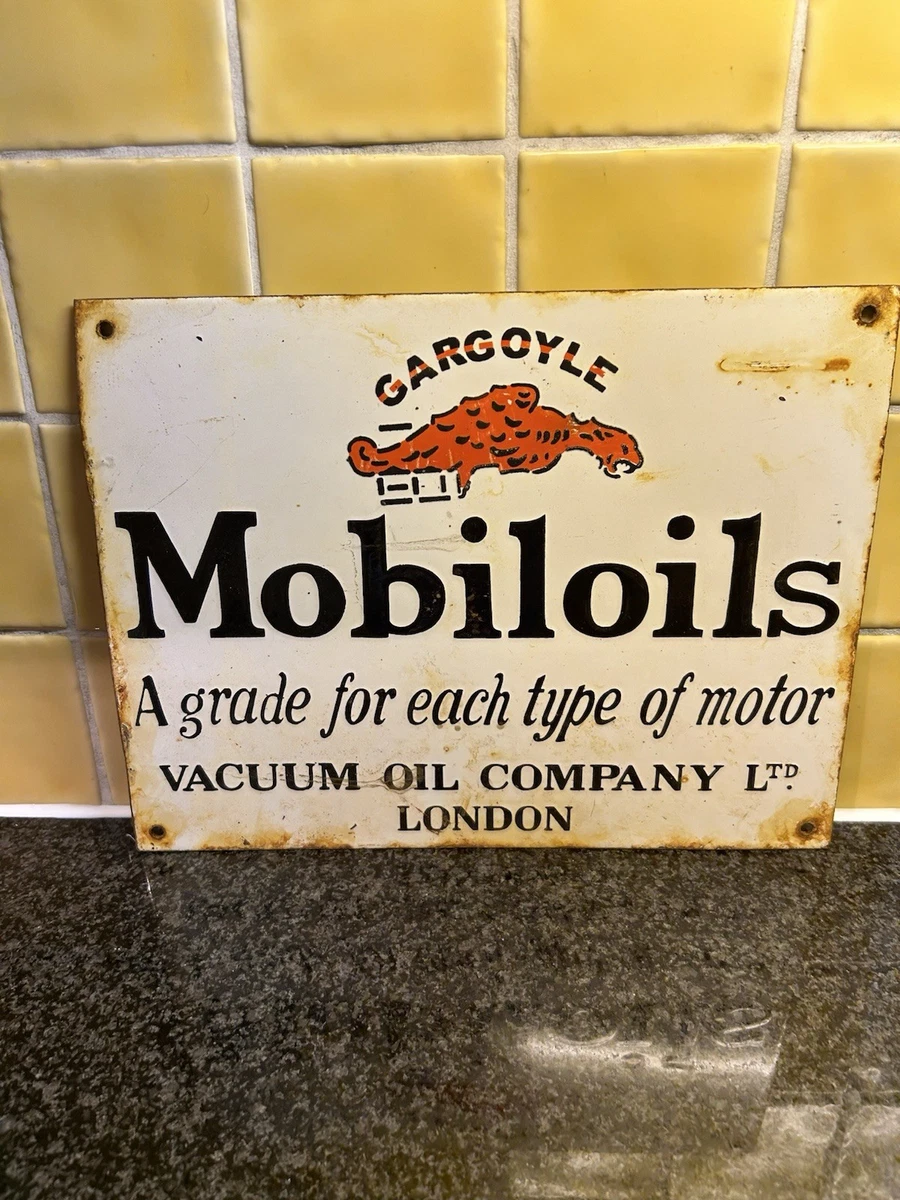 GARGOYLE
Mobiloils
A grade for each type of motor
VACUUM OIL COMPANY LTD.
LONDON